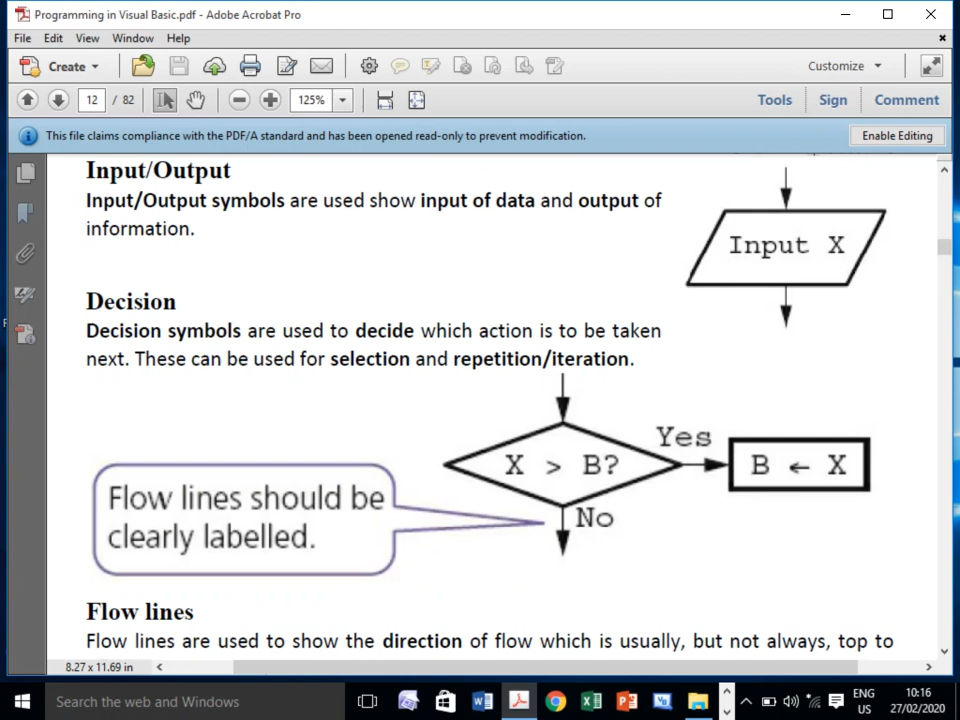 Programming in Visual Basic.pdf - Adobe Acrobat Pro
File Edit View Window Help
Create Customize
12 / 82 125% Tools Sign Comment
This file claims compliance with the PDF/A standard and has been opened read-only to prevent modification. Enable Editing
Input/Output
Input/Output symbols are used show input of data and output of
information.
Input X
Decision
Decision symbols are used to decide which action is to be taken
next. These can be used for selection and repetition/iteration.
X > B?
Yes
B ← X
No
Flow lines should be
clearly labelled.
Flow lines
Flow lines are used to show the direction of flow which is usually, but not always, top to
8.27 x 11.69 in
Search the web and Windows
ENG
US
10:16
27/02/2020